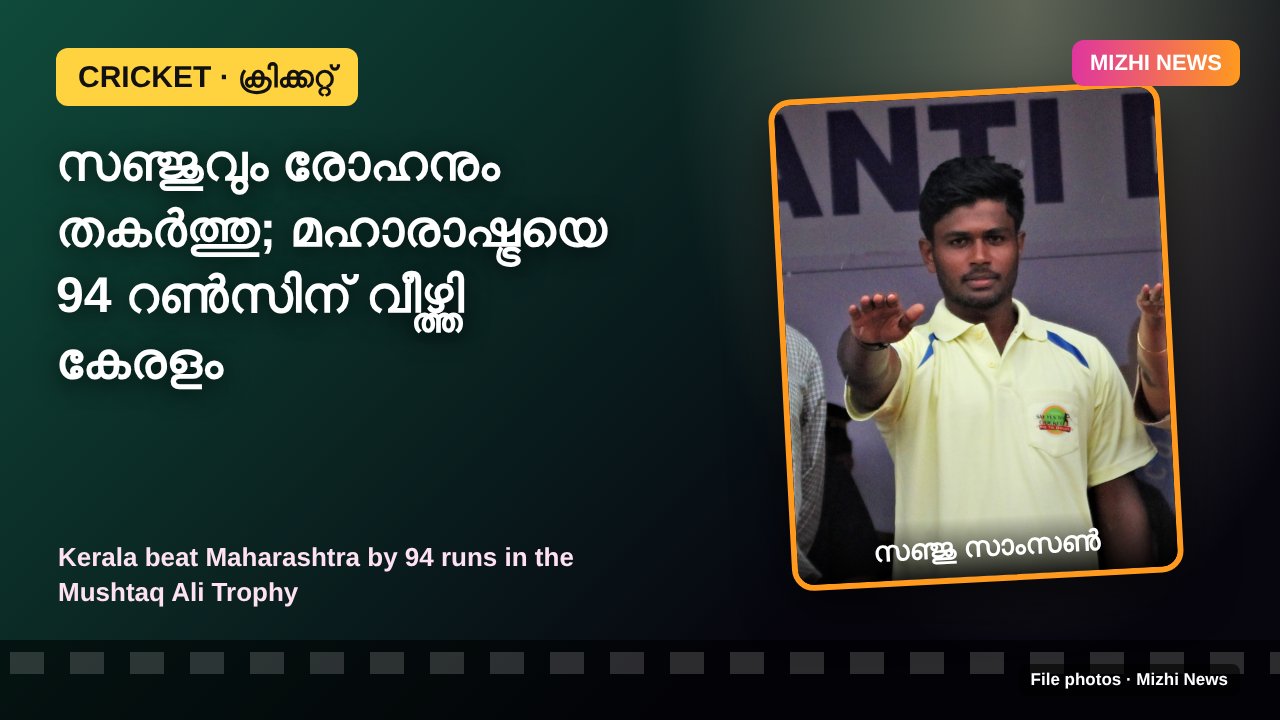 CRICKET · ക്രിക്കറ്റ്
MIZHI NEWS
സഞ്ജുവും രോഹനും
തകർത്തു; മഹാരാഷ്ട്രയെ
94 റൺസിന് വീഴ്ത്തി
കേരളം
Kerala beat Maharashtra by 94 runs in the
Mushtaq Ali Trophy
ANTI
സഞ്ജു സാംസൺ
File photos · Mizhi News